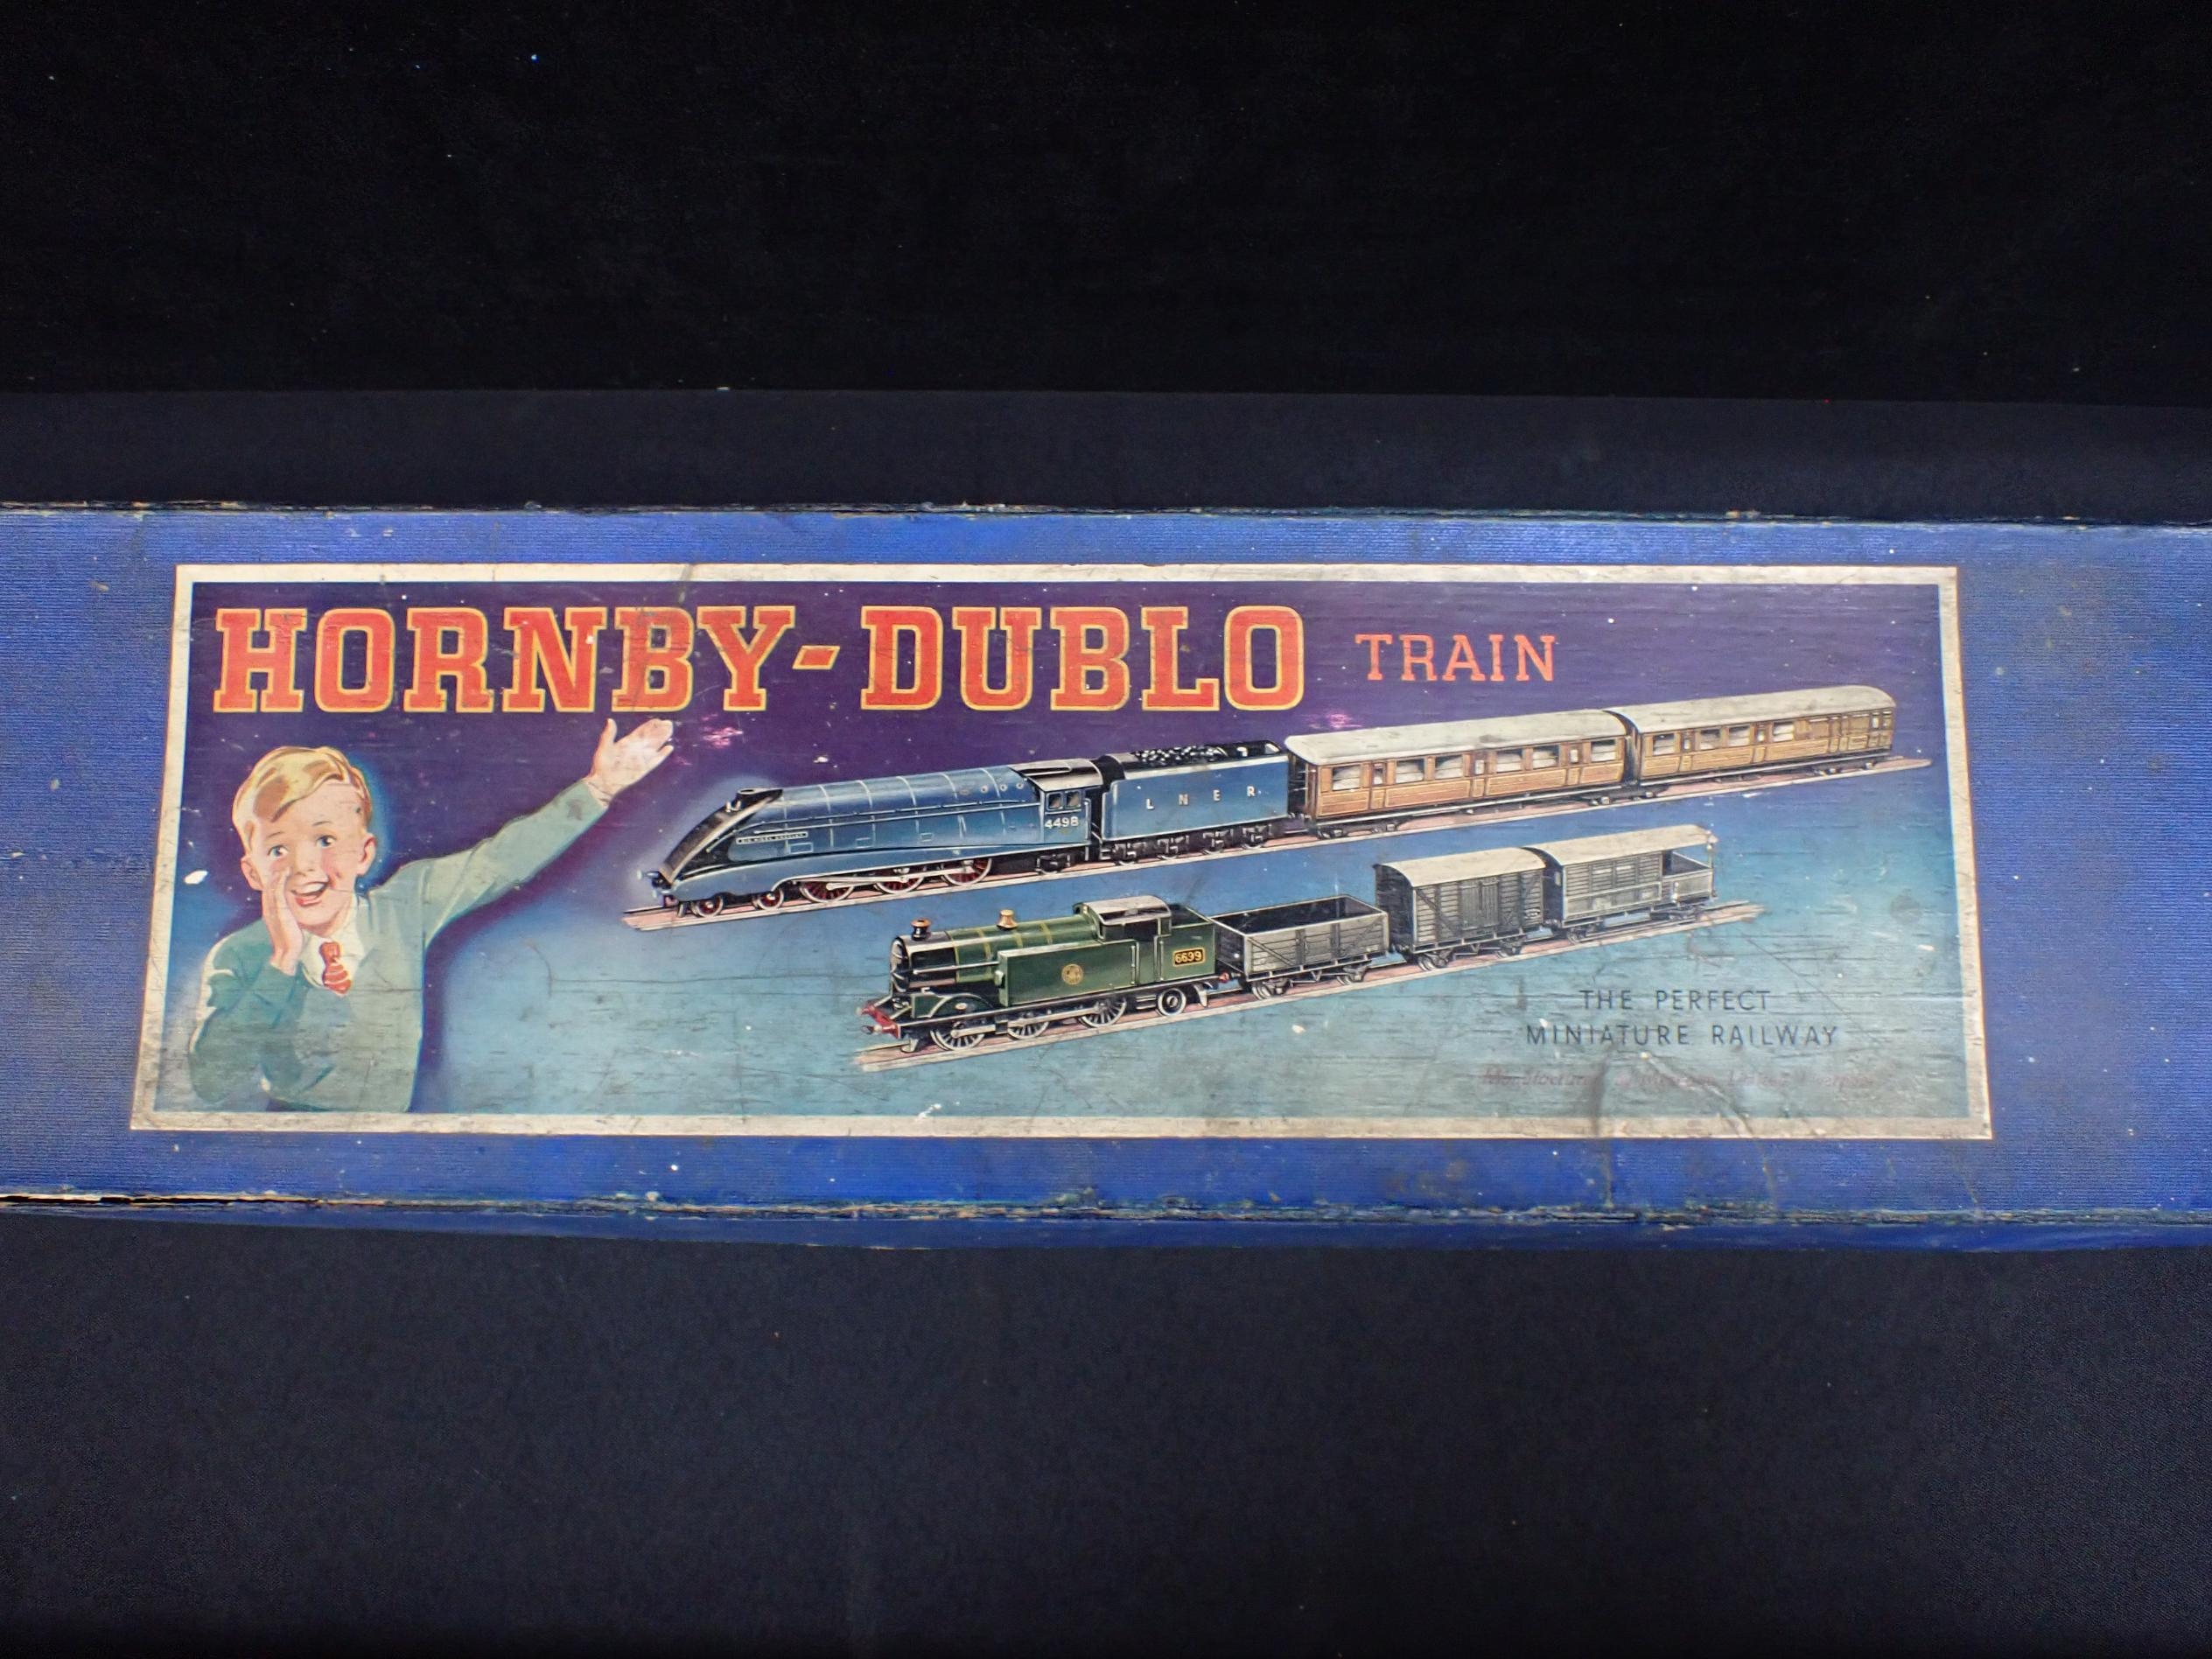 HORNBY-DUBLO TRAIN
4498
L N E R
6699
THE PERFECT
MINIATURE RAILWAY